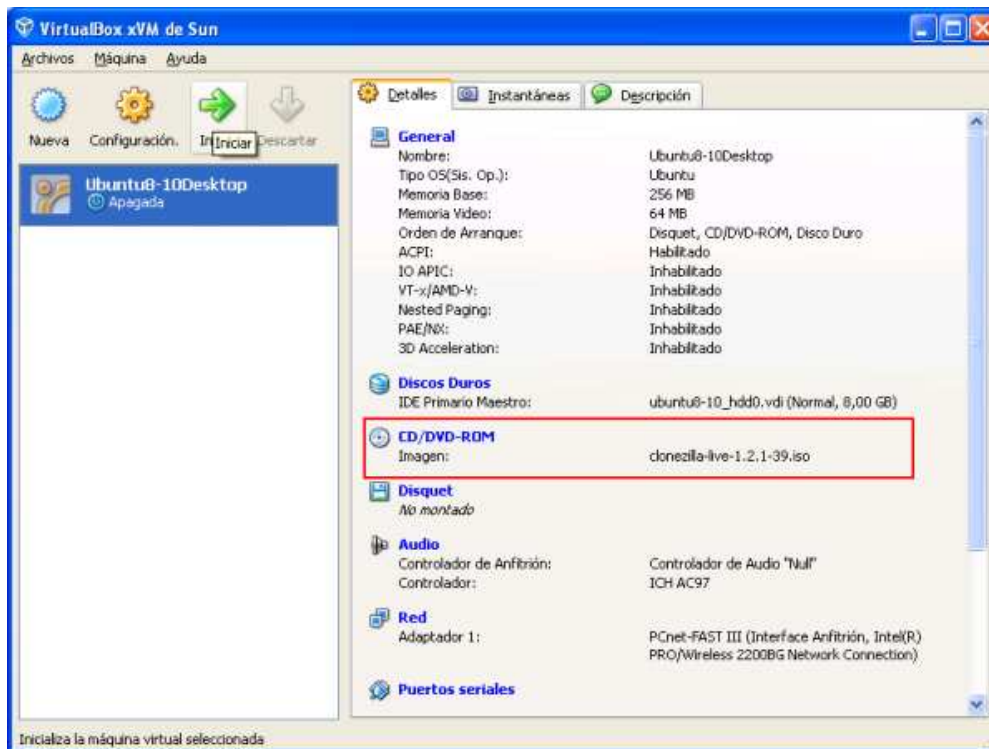 VirtualBox xVM de Sun
Archivos Máquina Ayuda
Nueva Configuración. Iniciar Descartar
Ubuntu8-10Desktop
Apagada
Detalles Instantáneas Descripción
General
Nombre: Ubuntu8-10Desktop
Tipo OS(Sis. Op.): Ubuntu
Memoria Base: 256 MB
Memoria Video: 64 MB
Orden de Arranque: Disquet, CD/DVD-ROM, Disco Duro
ACPI: Habilitado
IO APIC: Inhabilitado
VT-x/AMD-V: Inhabilitado
Nested Paging: Inhabilitado
PAE/NX: Inhabilitado
3D Acceleration: Inhabilitado
Discos Duros
IDE Primario Maestro: ubuntu8-10_hdd0.vdi (Normal, 8,00 GB)
CD/DVD-ROM
Imagen: clonezilla-live-1.2.1-39.iso
Disquet
No montado
Audio
Controlador de Anfitrión: Controlador de Audio "Null"
Controlador: ICH AC97
Red
Adaptador 1: PCnet-FAST III (Interface Anfitrión, Intel(R)
PRO/Wireless 2200BG Network Connection)
Puertos seriales
Inicializa la máquina virtual seleccionada